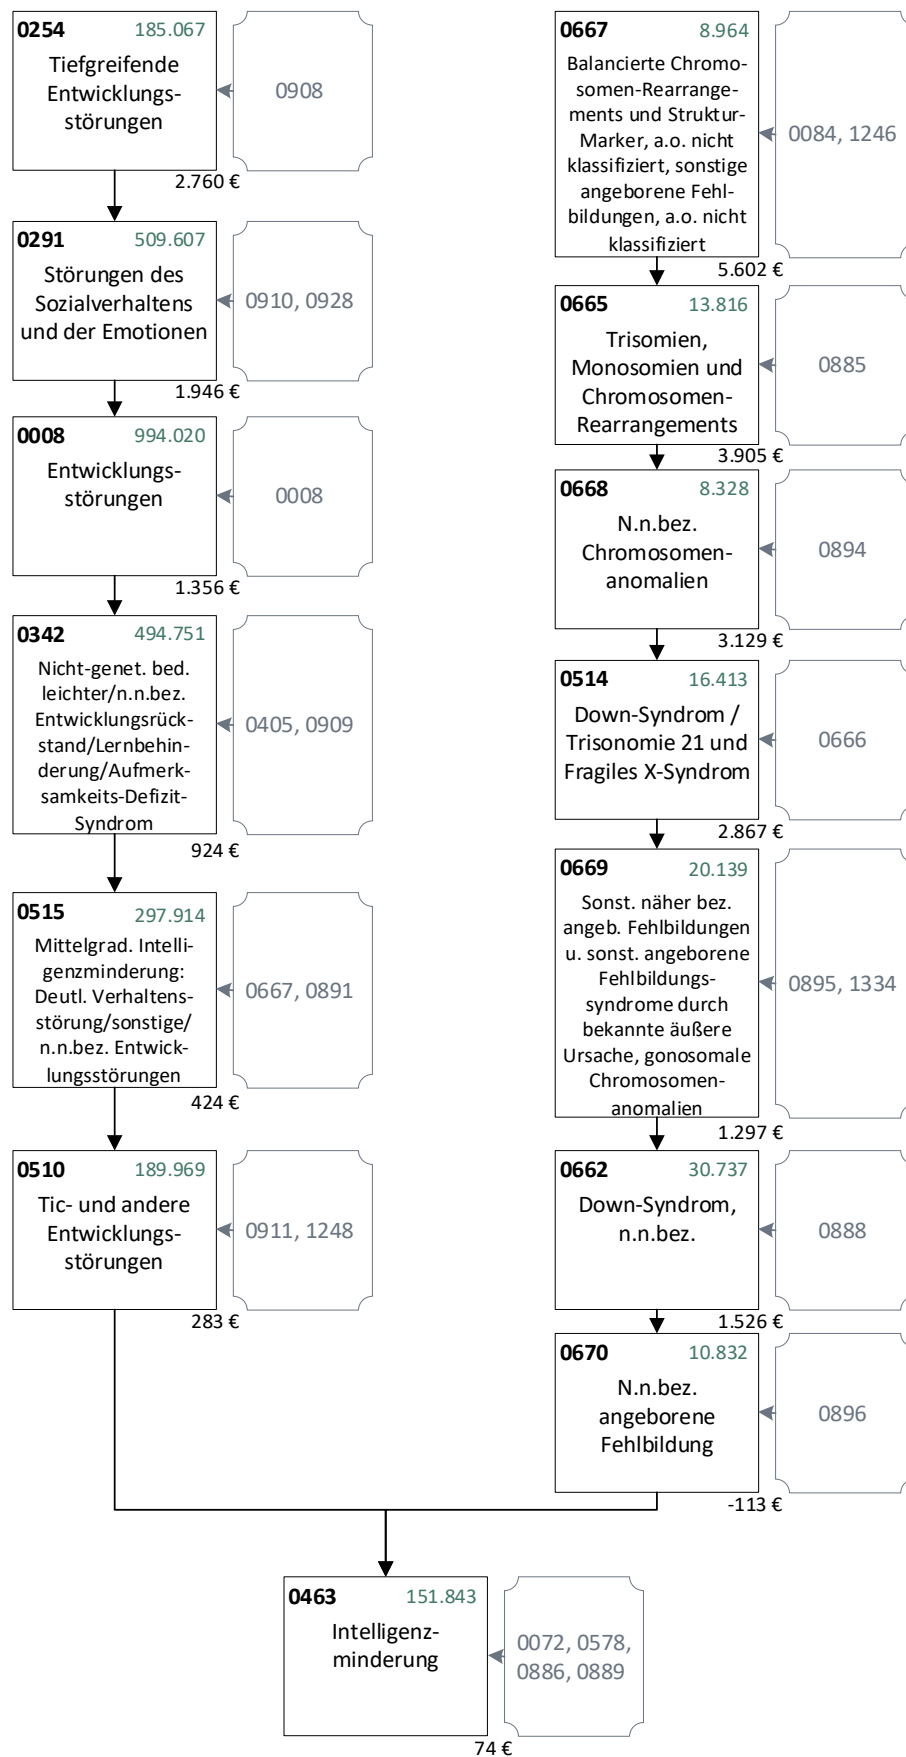 0254 185.067
Tiefgreifende
Entwicklungs-
störungen
0908
2.760 €
0291 509.607
Störungen des
Sozialverhaltens
und der Emotionen
0910, 0928
1.946 €
0008 994.020
Entwicklungs-
störungen
0008
1.356 €
0342 494.751
Nicht-genet. bed.
leichter/n.n.bez.
Entwicklungsrück-
stand/Lernbehin-
derung/Aufmerk-
samkeits-Defizit-
Syndrom
0405, 0909
924 €
0515 297.914
Mittelgrad. Intelli-
genzminderung:
Deutl. Verhaltens-
störung/sonstige/
n.n.bez. Entwick-
lungsstörungen
0667, 0891
424 €
0510 189.969
Tic- und andere
Entwicklungs-
störungen
0911, 1248
283 €
0667 8.964
Balancierte Chromo-
somen-Rearrange-
ments und Struktur-
Marker, a.o. nicht
klassifiziert, sonstige
angeborene Fehl-
bildungen, a.o. nicht
klassifiziert
0084, 1246
5.602 €
0665 13.816
Trisomien,
Monosomien und
Chromosomen-
Rearrangements
0885
3.905 €
0668 8.328
N.n.bez.
Chromosomen-
anomalien
0894
3.129 €
0514 16.413
Down-Syndrom /
Trisonomie 21 und
Fragiles X-Syndrom
0666
2.867 €
0669 20.139
Sonst. näher bez.
angeb. Fehlbildungen
u. sonst. angeborene
Fehlbildungs-
syndrome durch
bekannte äußere
Ursache, gonosomale
Chromosomen-
anomalien
0895, 1334
1.297 €
0662 30.737
Down-Syndrom,
n.n.bez.
0888
1.526 €
0670 10.832
N.n.bez.
angeborene
Fehlbildung
0896
-113 €
0463 151.843
Intelligenz-
minderung
0072, 0578,
0886, 0889
74 €